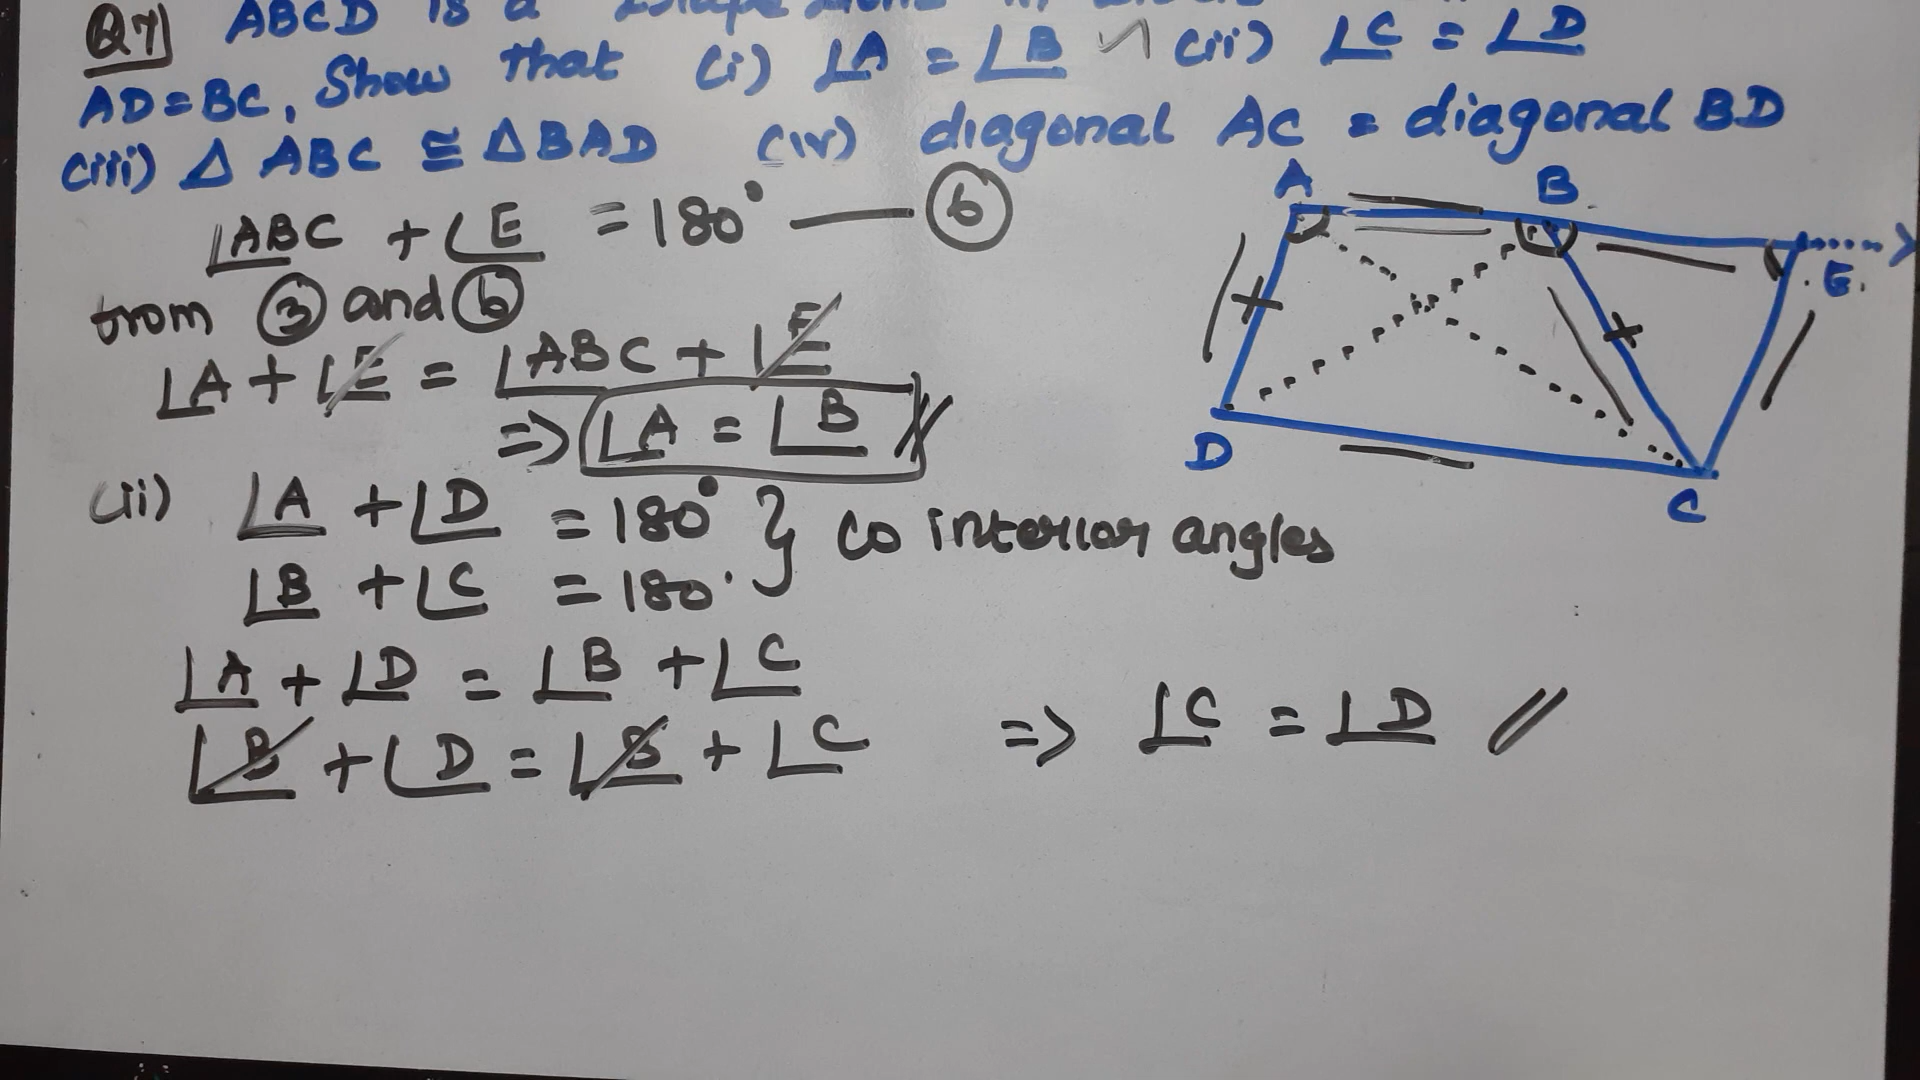 Q7] ABCD is a
AD=BC, Show that (i) ∠A = ∠B (ii) ∠C = ∠D
(iii) Δ ABC ≅ Δ BAD (iv) diagonal AC = diagonal BD
∠ABC + ∠E = 180° — ⑥
from ③ and ⑥
∠A + ∠E = ∠ABC + ∠E
=> ∠A = ∠B //
(ii) ∠A + ∠D = 180° } co interior angles
∠B + ∠C = 180°
∠A + ∠D = ∠B + ∠C
∠B + ∠D = ∠B + ∠C => ∠C = ∠D //
A B
E
D
C